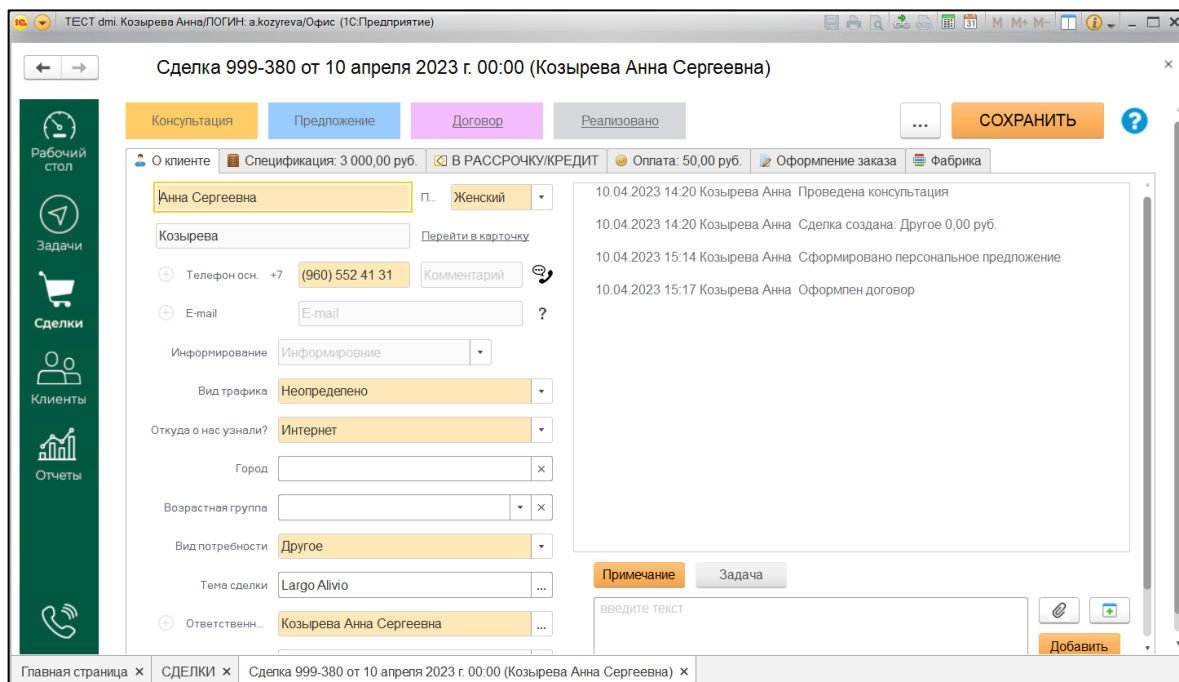 ТЕСТ dmi. Козырева Анна/ЛОГИН: a.kozyreva/Офис (1С:Предприятие)
M M+ M-
Сделка 999-380 от 10 апреля 2023 г. 00:00 (Козырева Анна Сергеевна)
Консультация Предложение Договор Реализовано ... СОХРАНИТЬ ?
О клиенте Спецификация: 3 000,00 руб. В РАССРОЧКУ/КРЕДИТ Оплата: 50,00 руб. Оформление заказа Фабрика
Рабочий
стол
Задачи
Сделки
Клиенты
Отчеты
Анна Сергеевна П... Женский
Козырева Перейти в карточку
Телефон осн. +7 (960) 552 41 31 Комментарий
E-mail E-mail ?
Информирование Информировние
Вид трафика Неопределено
Откуда о нас узнали? Интернет
Город
Возрастная группа
Вид потребности Другое
Тема сделки Largo Alivio ...
Ответственн... Козырева Анна Сергеевна ...
10.04.2023 14:20 Козырева Анна Проведена консультация
10.04.2023 14:20 Козырева Анна Сделка создана: Другое 0,00 руб.
10.04.2023 15:14 Козырева Анна Сформировано персональное предложение
10.04.2023 15:17 Козырева Анна Оформлен договор
Примечание Задача
введите текст
Добавить
Главная страница × СДЕЛКИ × Сделка 999-380 от 10 апреля 2023 г. 00:00 (Козырева Анна Сергеевна) ×